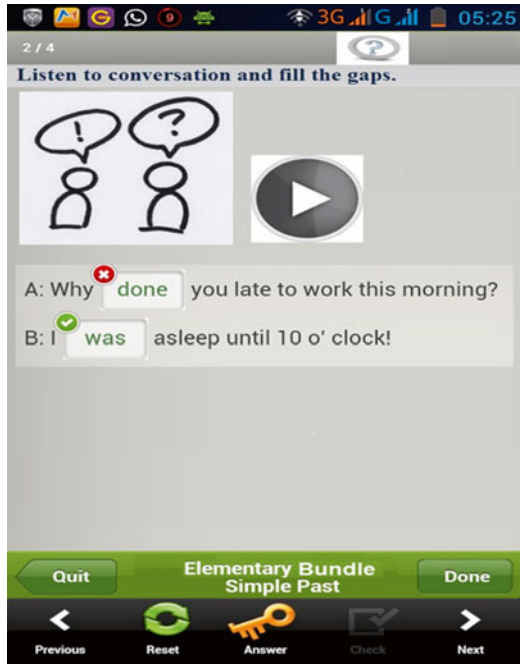 9 3G G 05:25
2 / 4
?
Listen to conversation and fill the gaps.
! ?
A: Why done you late to work this morning?
B: I was asleep until 10 o' clock!
Quit Elementary Bundle Simple Past Done
Previous Reset Answer Check Next